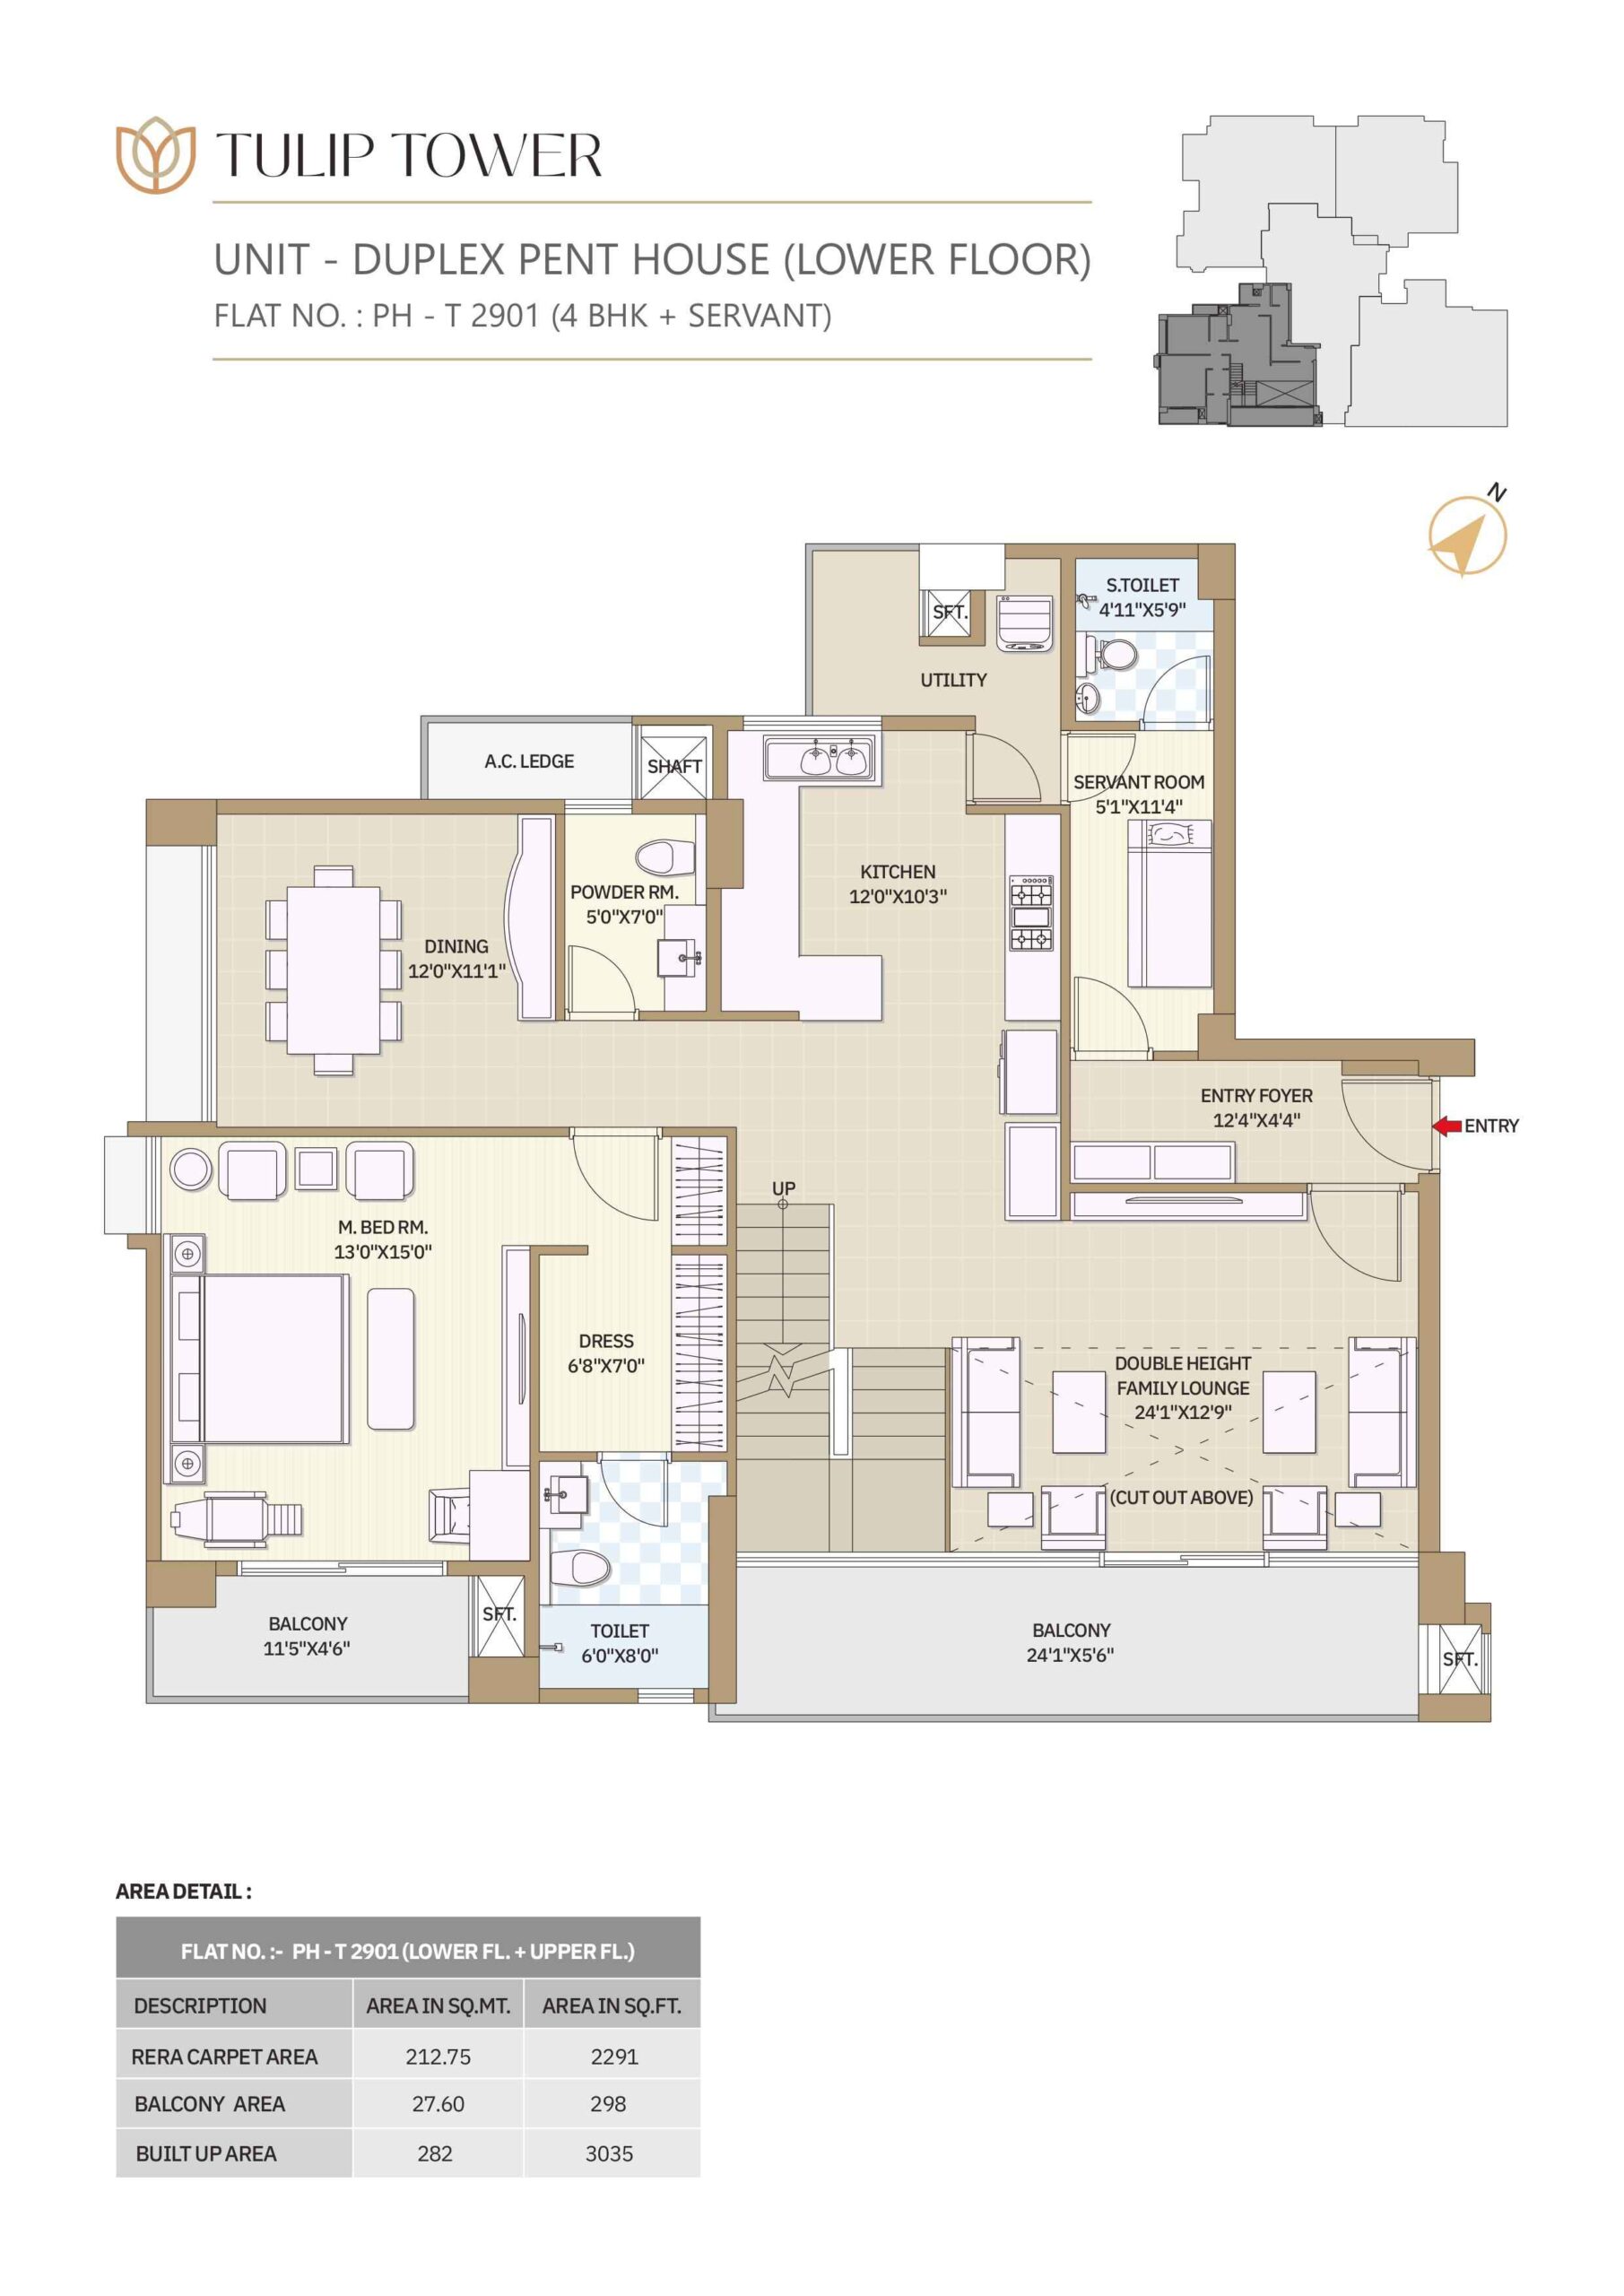 TULIP TOWER
UNIT - DUPLEX PENT HOUSE (LOWER FLOOR)
FLAT NO. : PH - T 2901 (4 BHK + SERVANT)
N
S.TOILET
4'11"X5'9"
SFT.
UTILITY
A.C. LEDGE
SHAFT
SERVANT ROOM
5'1"X11'4"
KITCHEN
12'0"X10'3"
POWDER RM.
5'0"X7'0"
DINING
12'0"X11'1"
ENTRY FOYER
12'4"X4'4"
ENTRY
UP
M. BED RM.
13'0"X15'0"
DRESS
6'8"X7'0"
DOUBLE HEIGHT
FAMILY LOUNGE
24'1"X12'9"
(CUT OUT ABOVE)
BALCONY
11'5"X4'6"
SFT.
TOILET
6'0"X8'0"
BALCONY
24'1"X5'6"
SFT.
AREA DETAIL :
FLAT NO. :- PH - T 2901 (LOWER FL. + UPPER FL.)
DESCRIPTION AREA IN SQ.MT. AREA IN SQ.FT.
RERA CARPET AREA 212.75 2291
BALCONY AREA 27.60 298
BUILT UP AREA 282 3035